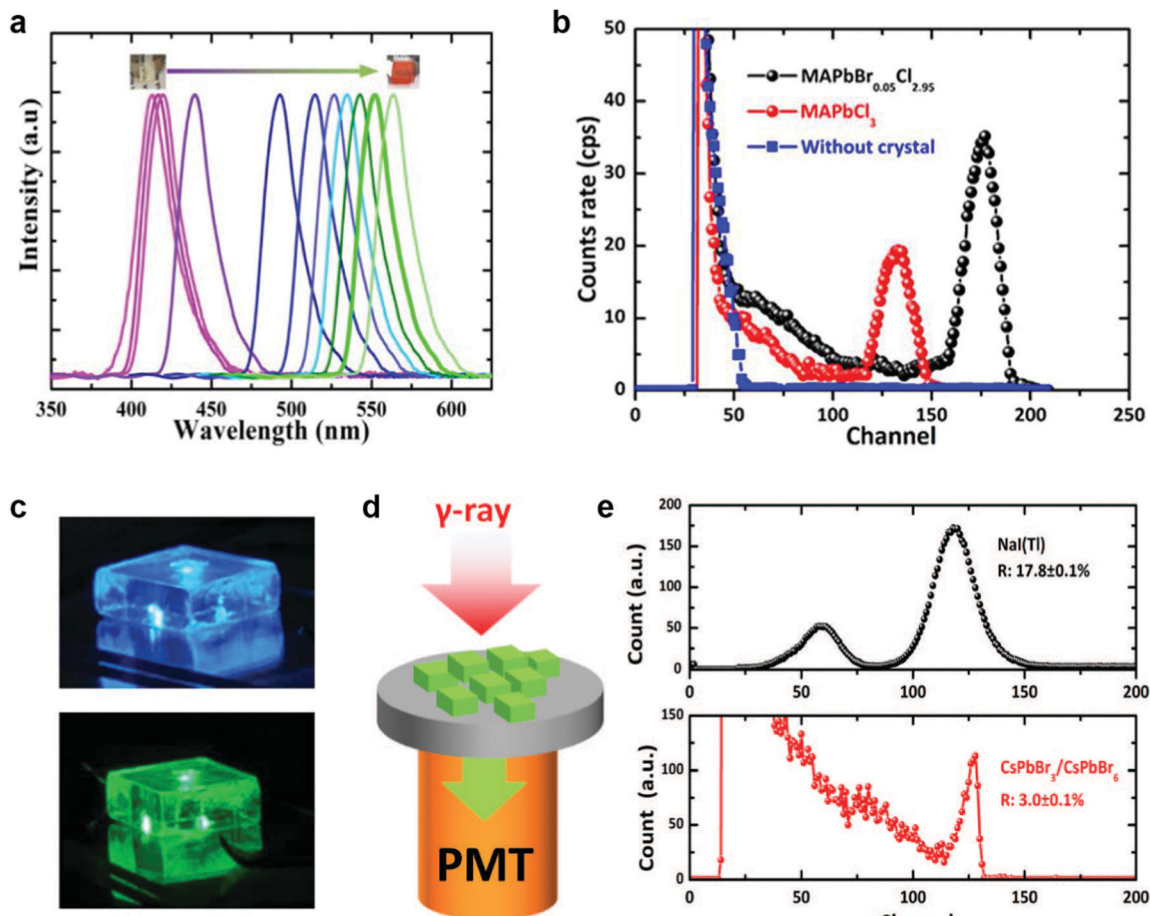 a
Intensity (a.u)
350 400 450 500 550 600
Wavelength (nm)
b
Counts rate (cps)
50
40
30
20
10
0
MAPbBr0.05Cl2.95
MAPbCl3
Without crystal
0 50 100 150 200 250
Channel
c
d
γ-ray
PMT
e
Count (a.u.)
200
150
100
50
0
NaI(Tl)
R: 17.8±0.1%
0 50 100 150 200
Count (a.u.)
150
100
50
0
CsPbBr3/CsPbBr6
R: 3.0±0.1%
0 50 100 150 200